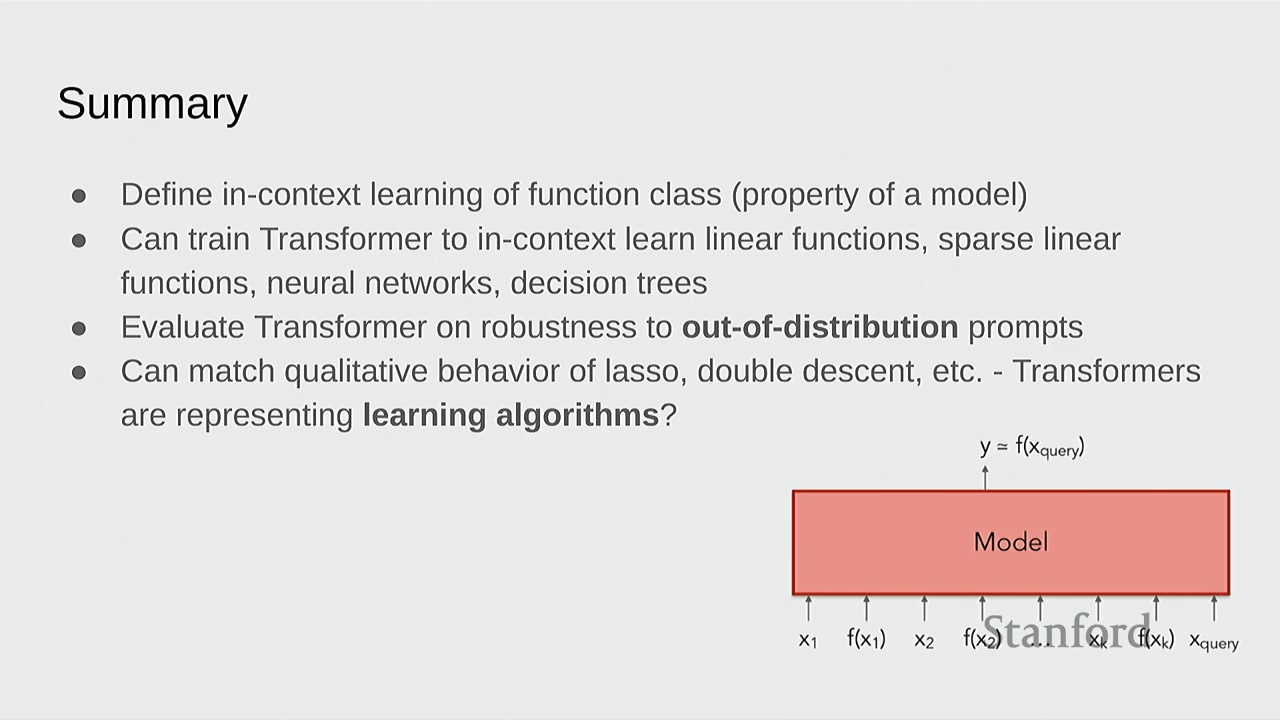 Summary
● Define in-context learning of function class (property of a model)
● Can train Transformer to in-context learn linear functions, sparse linear
functions, neural networks, decision trees
● Evaluate Transformer on robustness to out-of-distribution prompts
● Can match qualitative behavior of lasso, double descent, etc. - Transformers
are representing learning algorithms?
y ≃ f(xquery)
Model
x1 f(x1) x2 f(x2) ... xk f(xk) xquery
Stanford